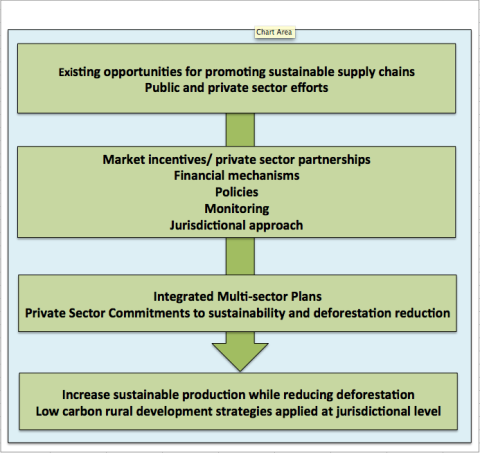 Chart Area
Existing opportunities for promoting sustainable supply chains
Public and private sector efforts
Market incentives/ private sector partnerships
Financial mechanisms
Policies
Monitoring
Jurisdictional approach
Integrated Multi-sector Plans
Private Sector Commitments to sustainability and deforestation reduction
Increase sustainable production while reducing deforestation
Low carbon rural development strategies applied at jurisdictional level